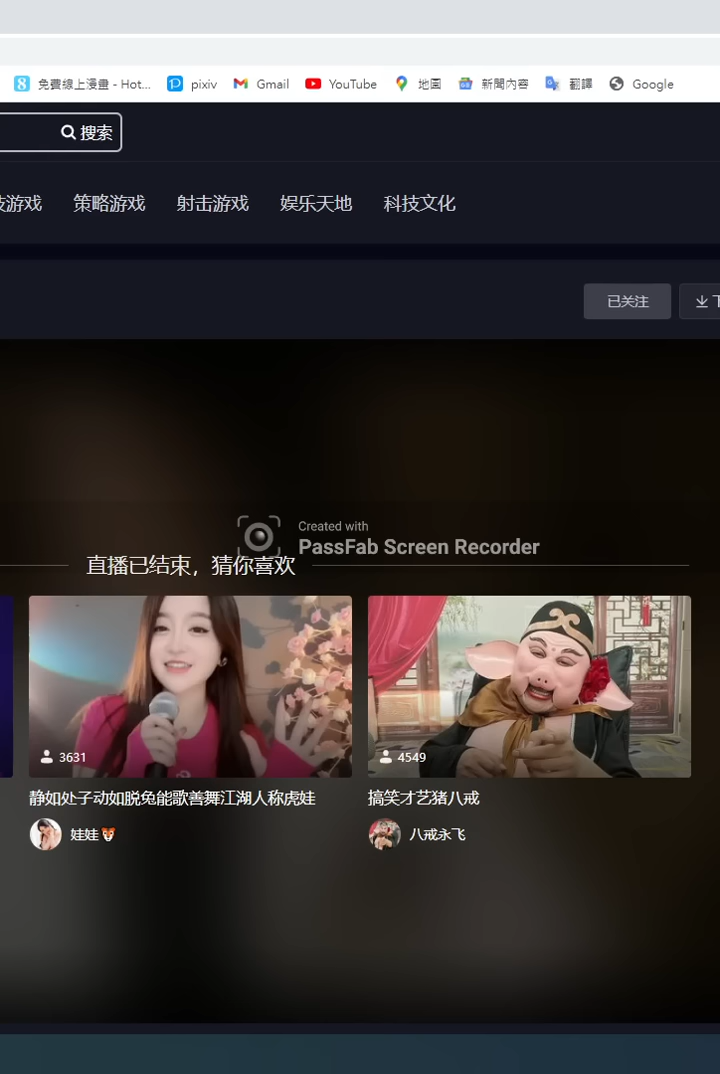 免費線上漫畫 - Hot...
pixiv
Gmail
YouTube
地圖
新聞內容
翻譯
Google
搜索
游戏
策略游戏
射击游戏
娱乐天地
科技文化
已关注
下
Created with
PassFab Screen Recorder
直播已结束，猜你喜欢
3631
4549
静如处子动如脱兔能歌善舞江湖人称虎娃
搞笑才艺猪八戒
娃娃🐯
八戒永飞